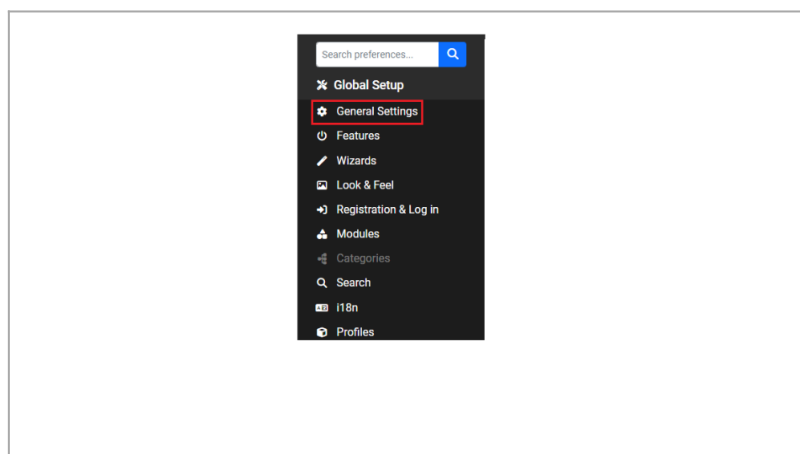 Search preferences...
Global Setup
General Settings
Features
Wizards
Look & Feel
Registration & Log in
Modules
Categories
Search
i18n
Profiles